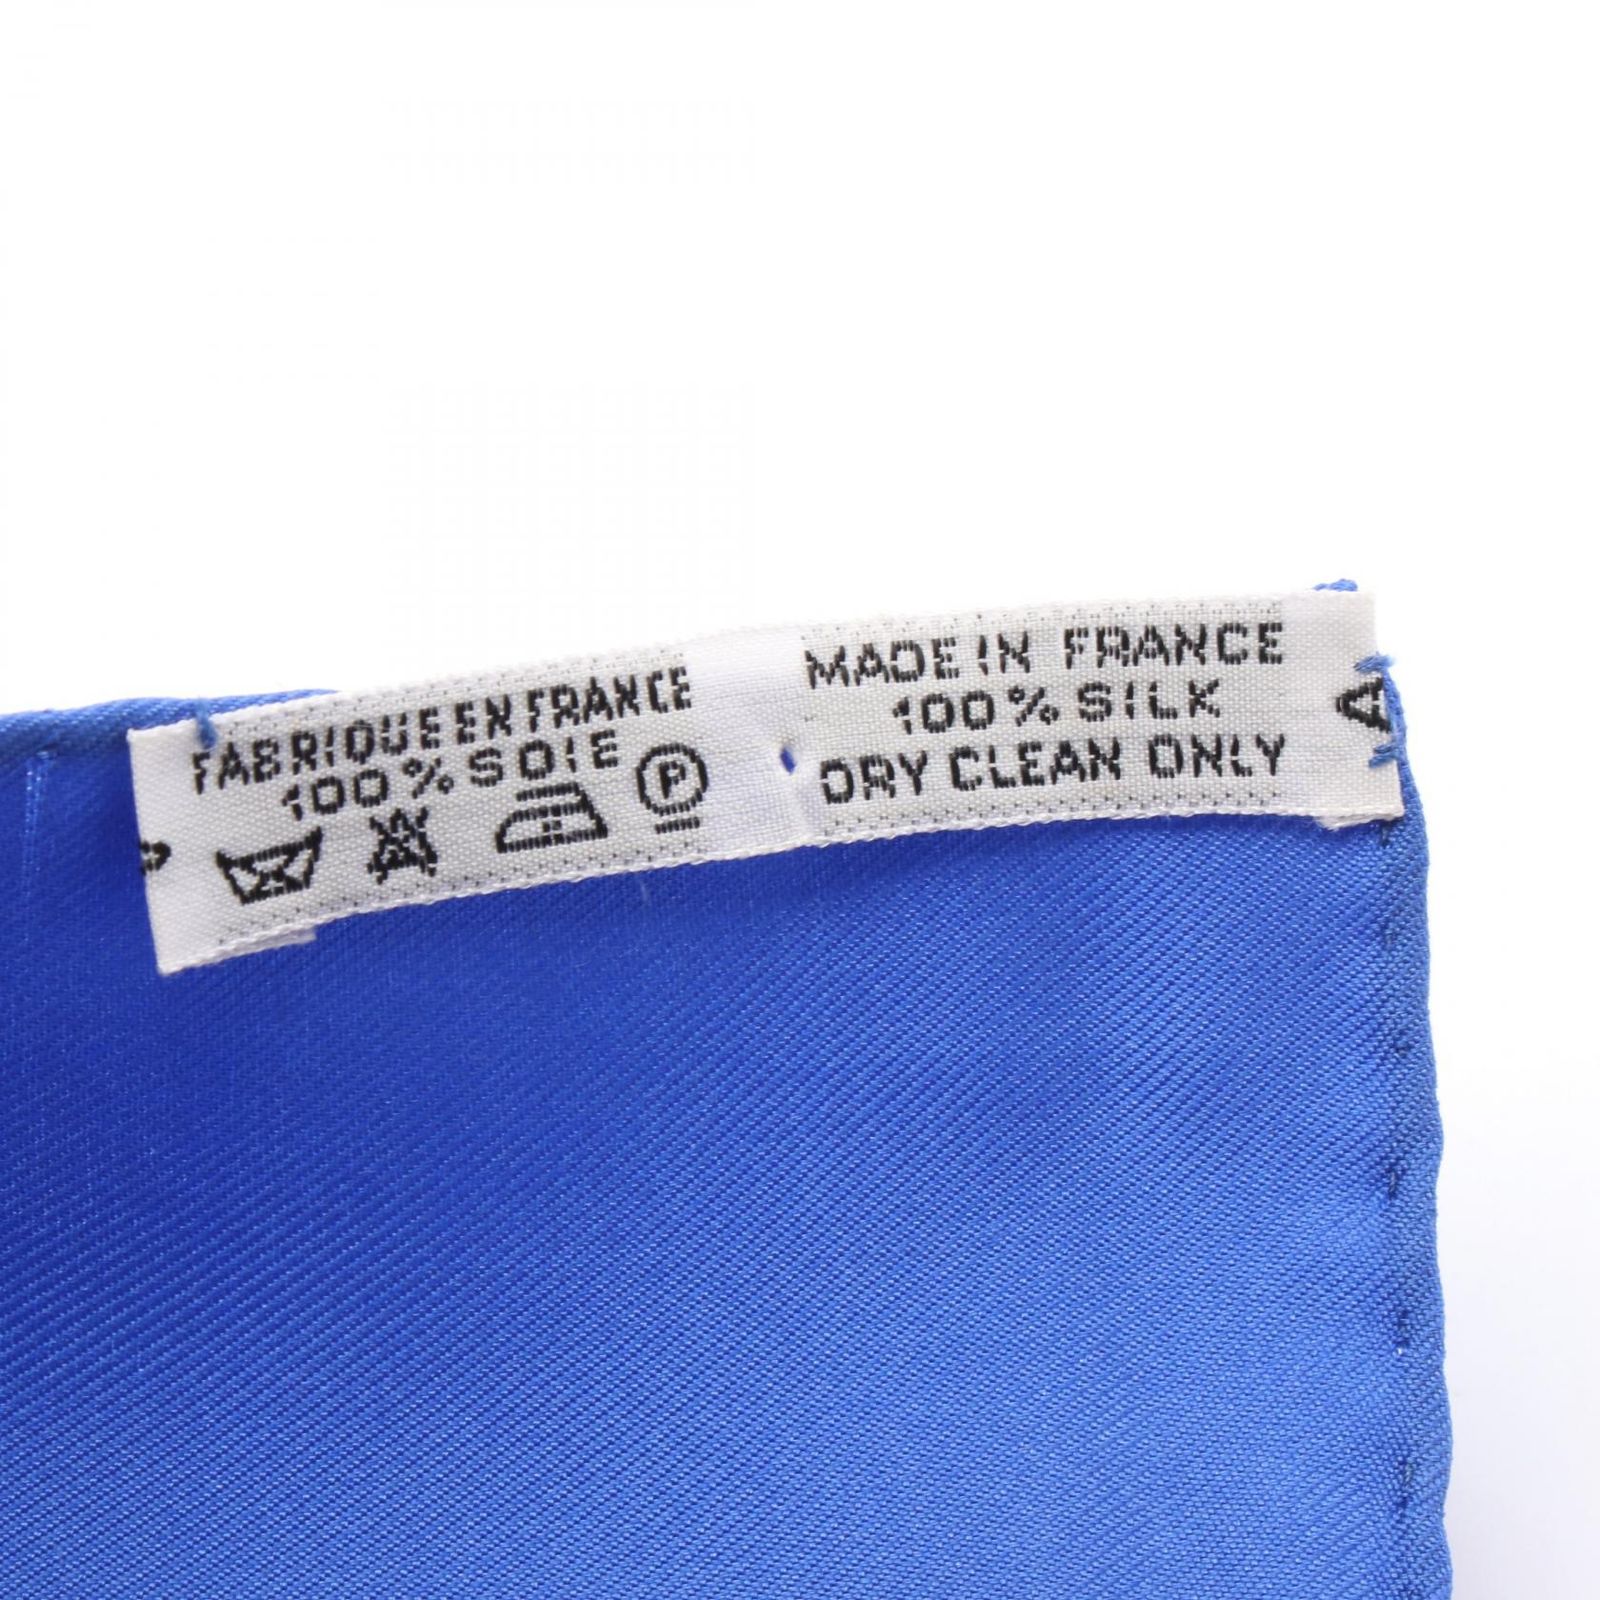 FABRIQUE EN FRANCE
100% SOIE
P
MADE IN FRANCE
100% SILK
DRY CLEAN ONLY
A